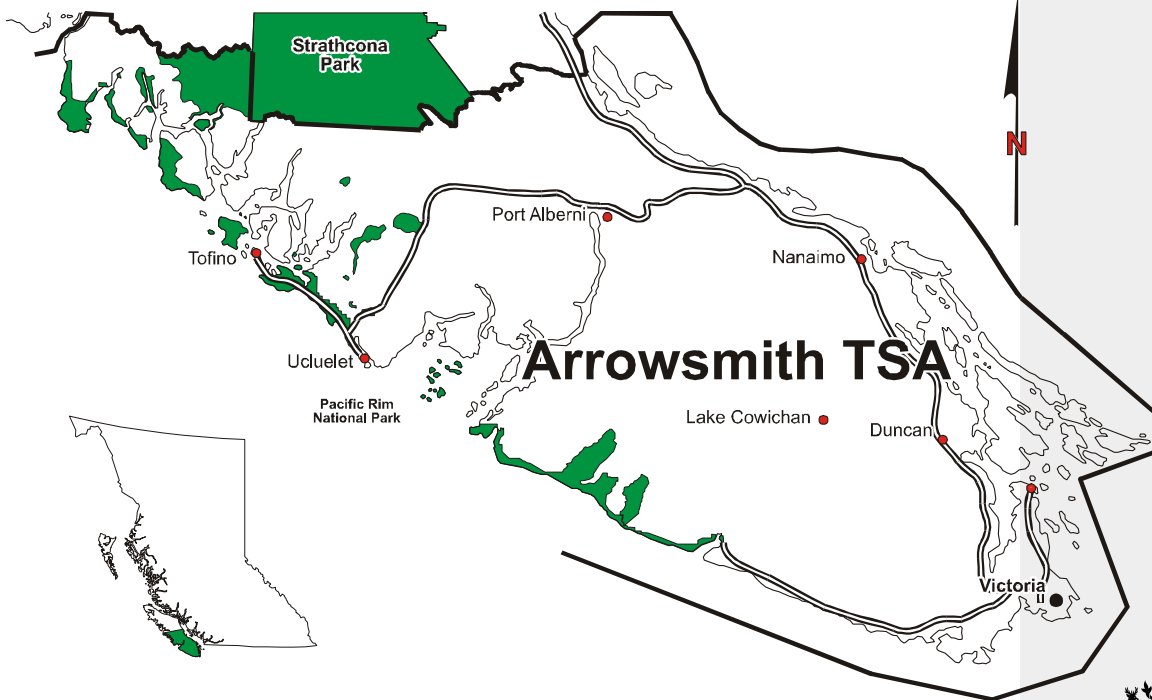 Strathcona
Park
N
Port Alberni
Tofino
Nanaimo
Ucluelet
Arrowsmith TSA
Pacific Rim
National Park
Lake Cowichan
Duncan
Victoria